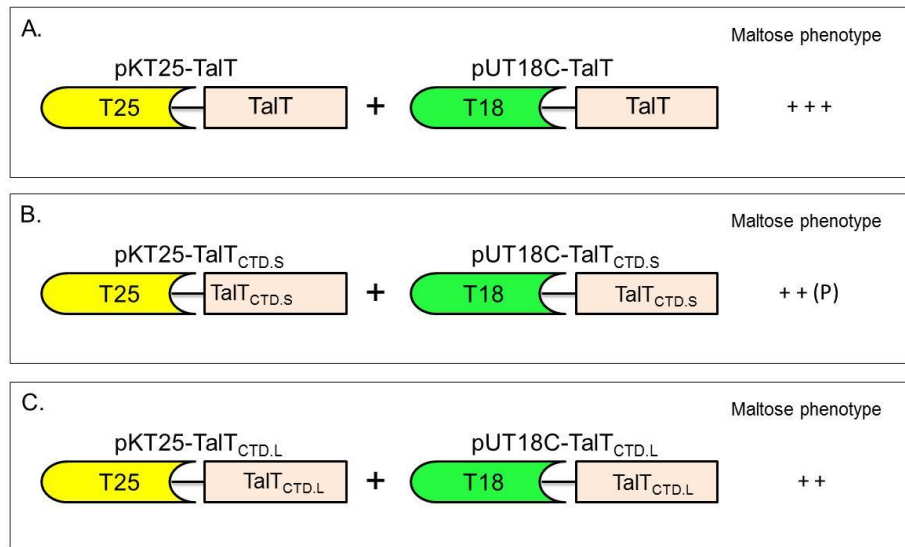 A.
Maltose phenotype
pKT25-TalT
pUT18C-TalT
T25 TalT + T18 TalT + + +
B.
Maltose phenotype
pKT25-TalTCTD.S
pUT18C-TalTCTD.S
T25 TalTCTD.S + T18 TalTCTD.S + + (P)
C.
Maltose phenotype
pKT25-TalTCTD.L
pUT18C-TalTCTD.L
T25 TalTCTD.L + T18 TalTCTD.L + +